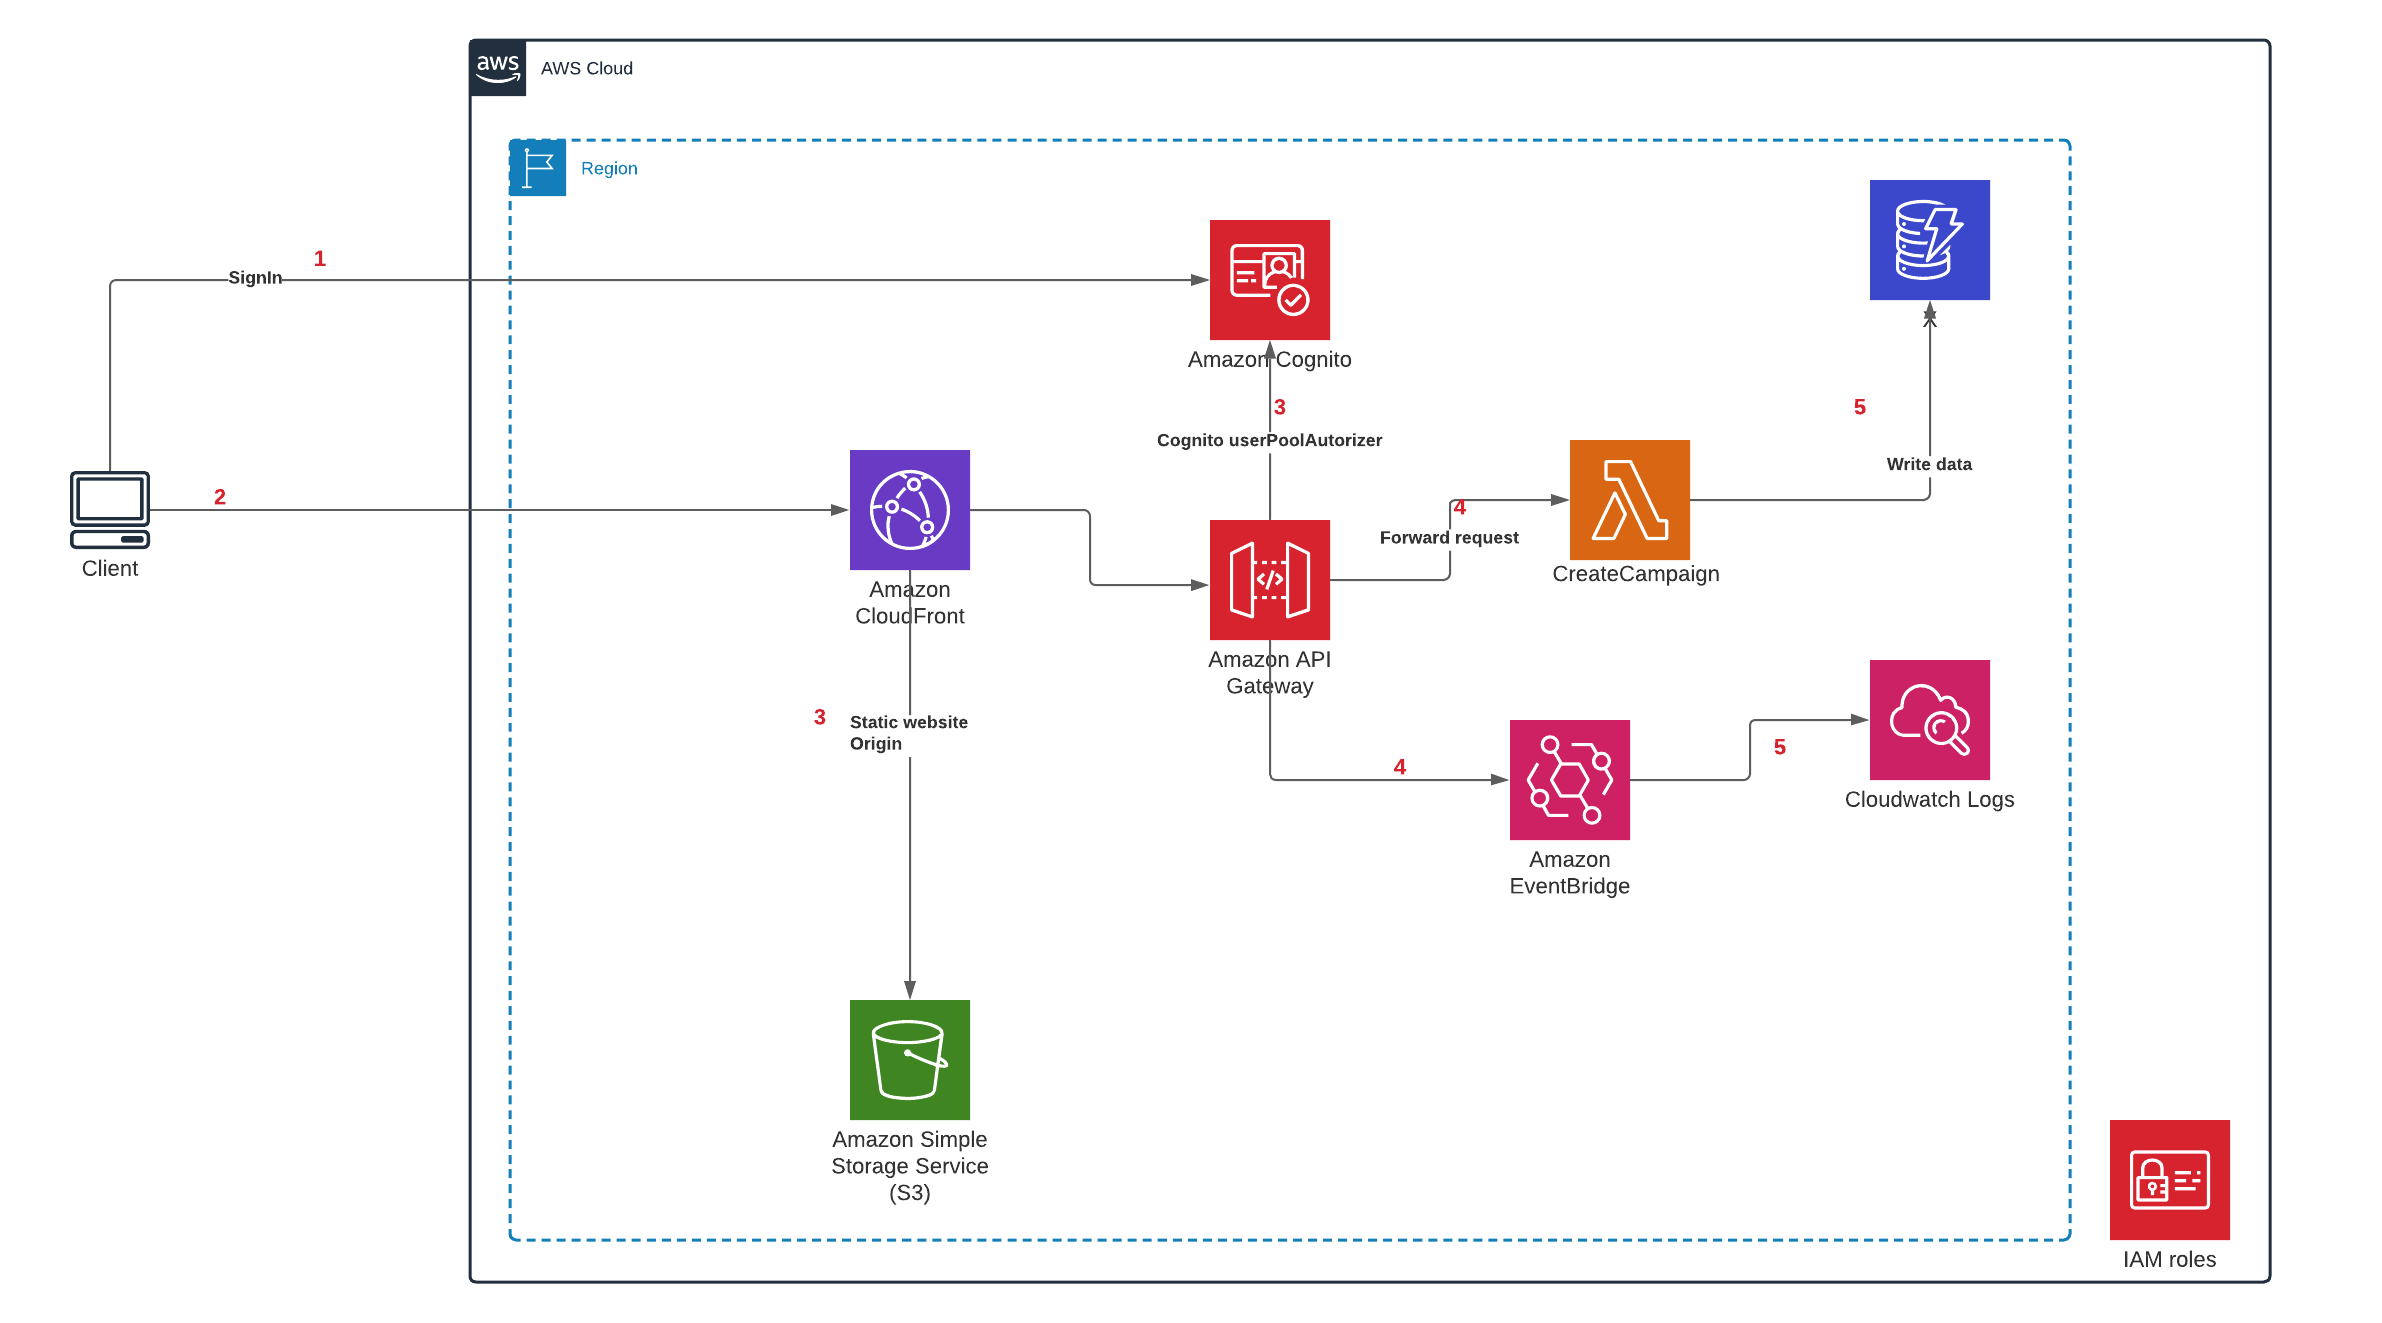 aws
AWS Cloud
Region
1
SignIn
Amazon Cognito
3
Cognito userPoolAutorizer
5
Write data
X
2
Client
Amazon
CloudFront
4
Forward request
CreateCampaign
Amazon API
Gateway
3
Static website
Origin
4
5
Cloudwatch Logs
Amazon
EventBridge
Amazon Simple
Storage Service
(S3)
IAM roles